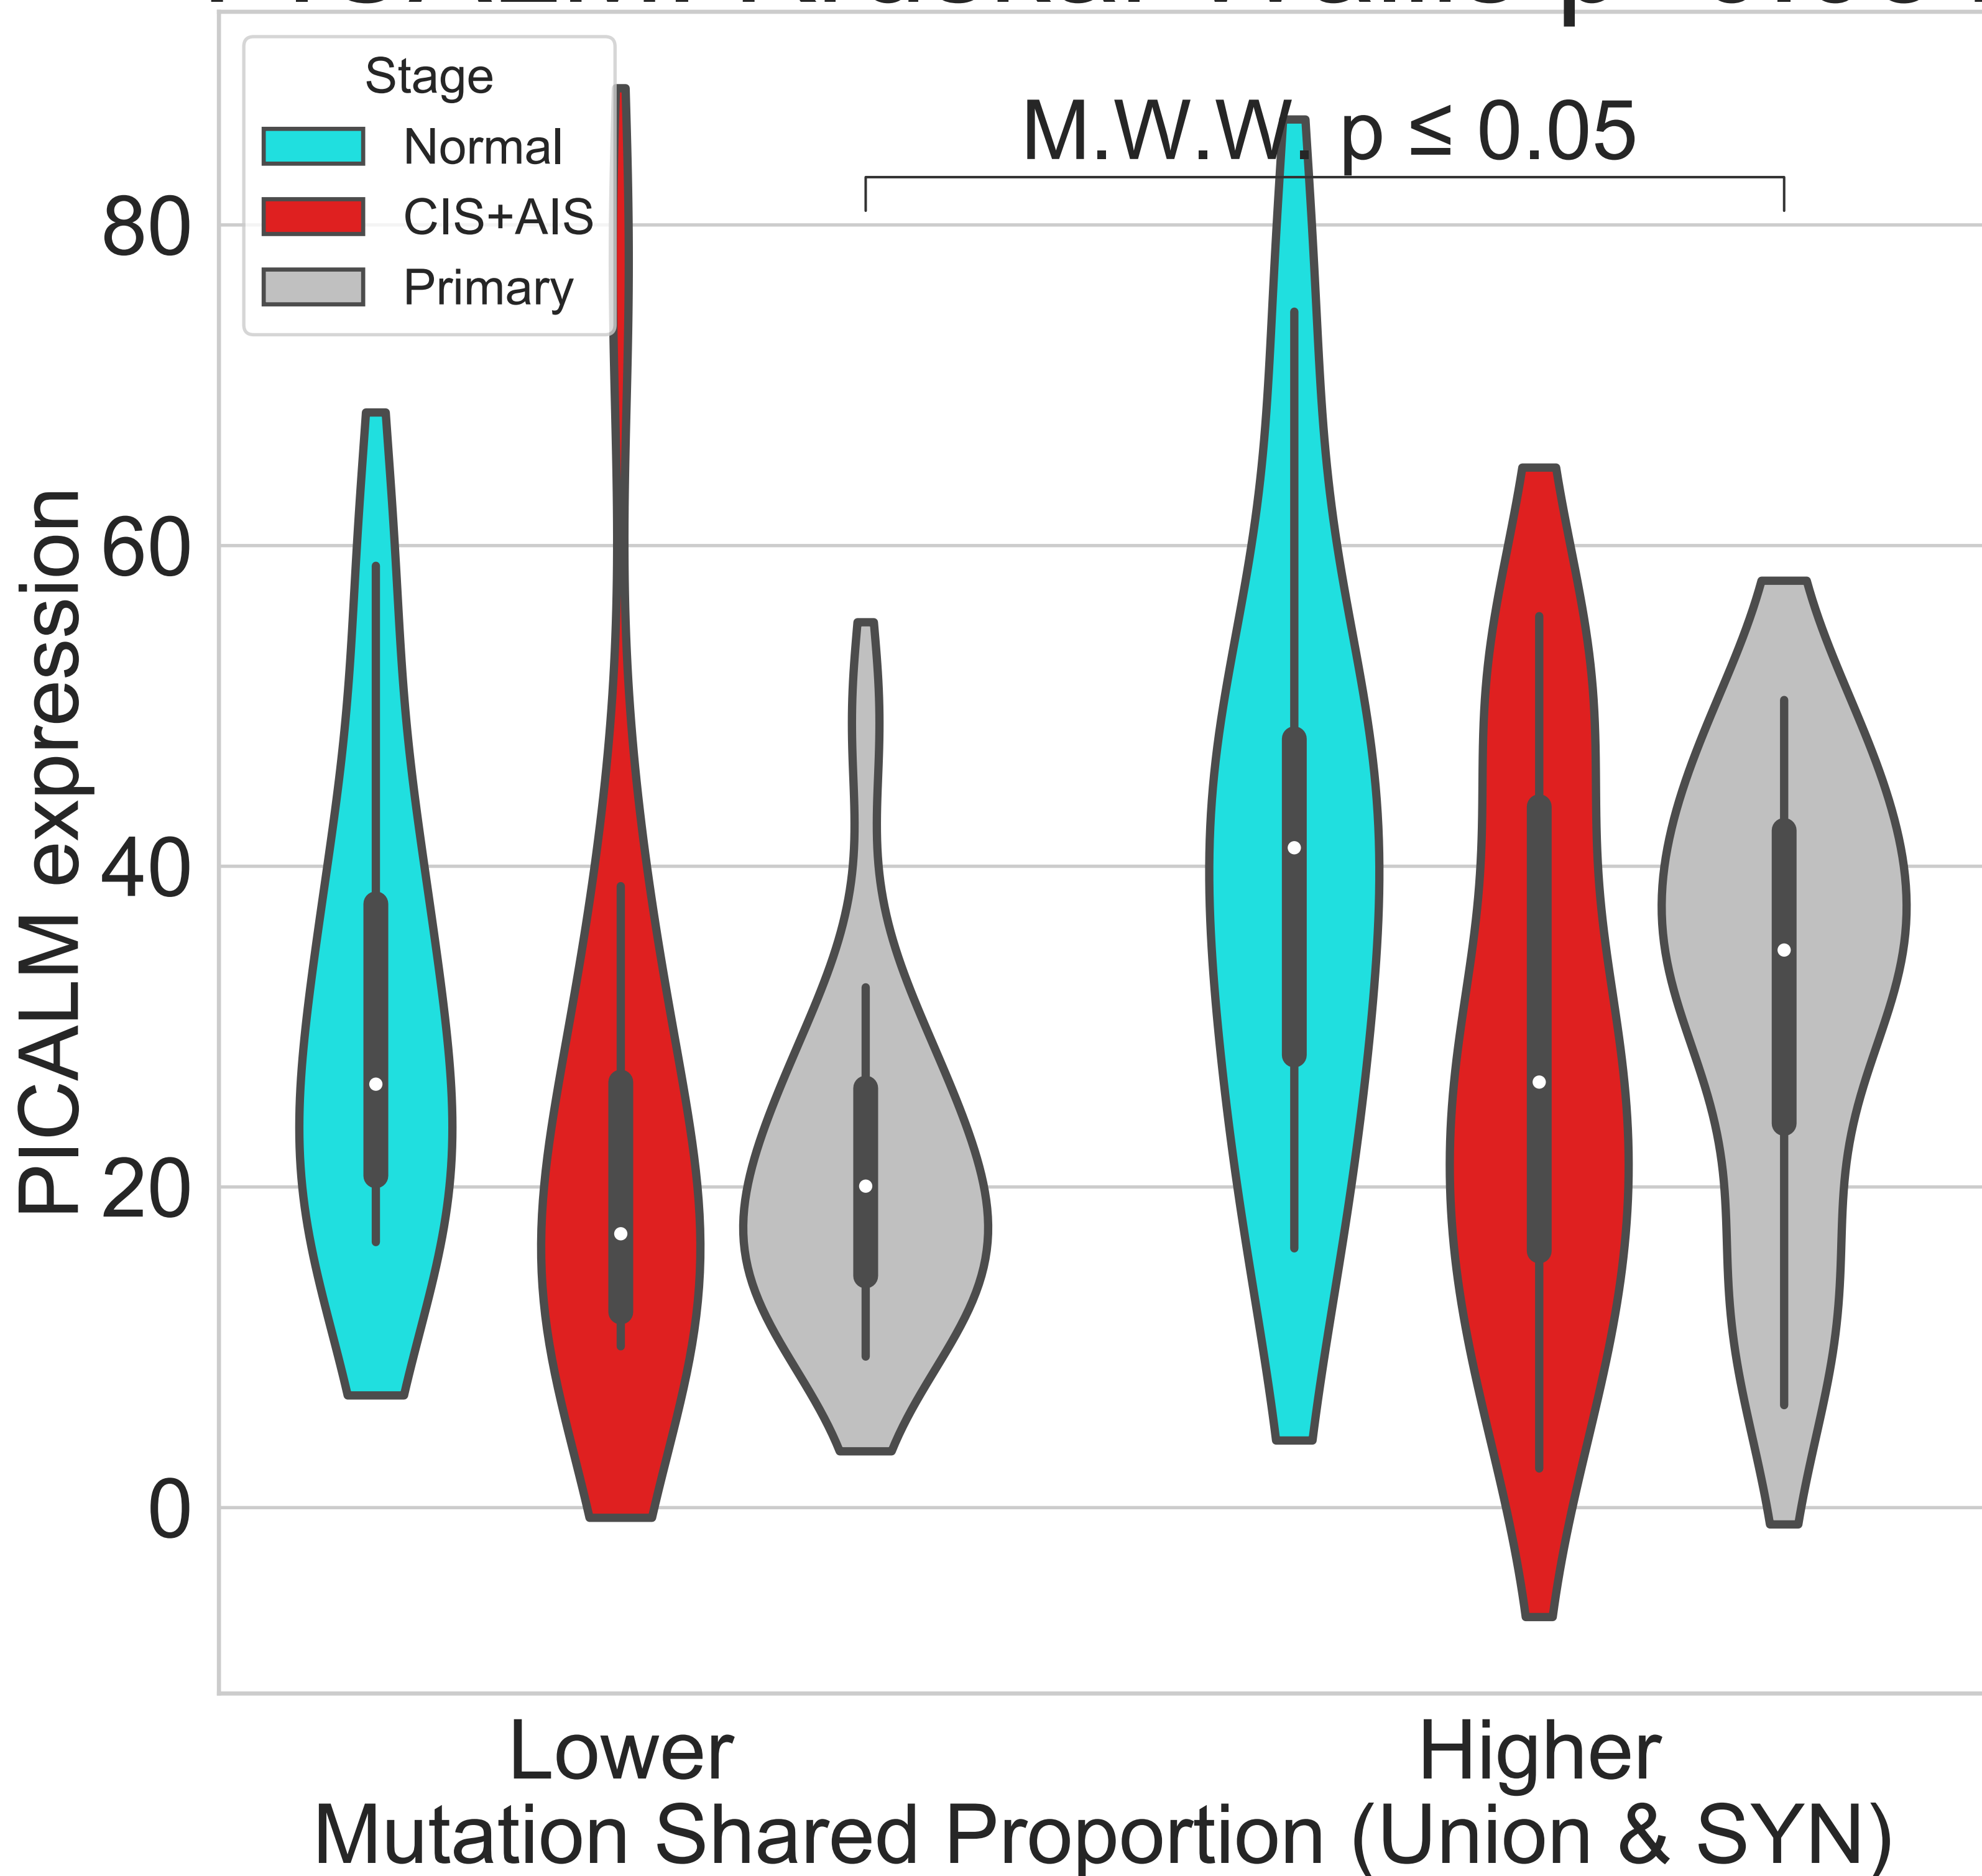 Stage
Normal
CIS+AIS
Primary
M.W.W. p ≤ 0.05
80
60
40
20
0
PICALM expression
Lower
Higher
Mutation Shared Proportion (Union & SYN)